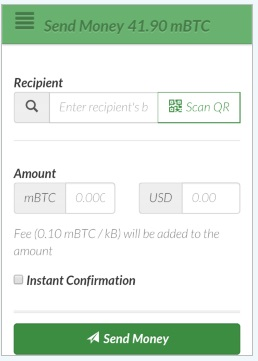 Send Money 41.90 mBTC
Recipient
Enter recipient's b Scan QR
Amount
mBTC 0.00 USD 0.00
Fee (0.10 mBTC / kB) will be added to the
amount
Instant Confirmation
Send Money